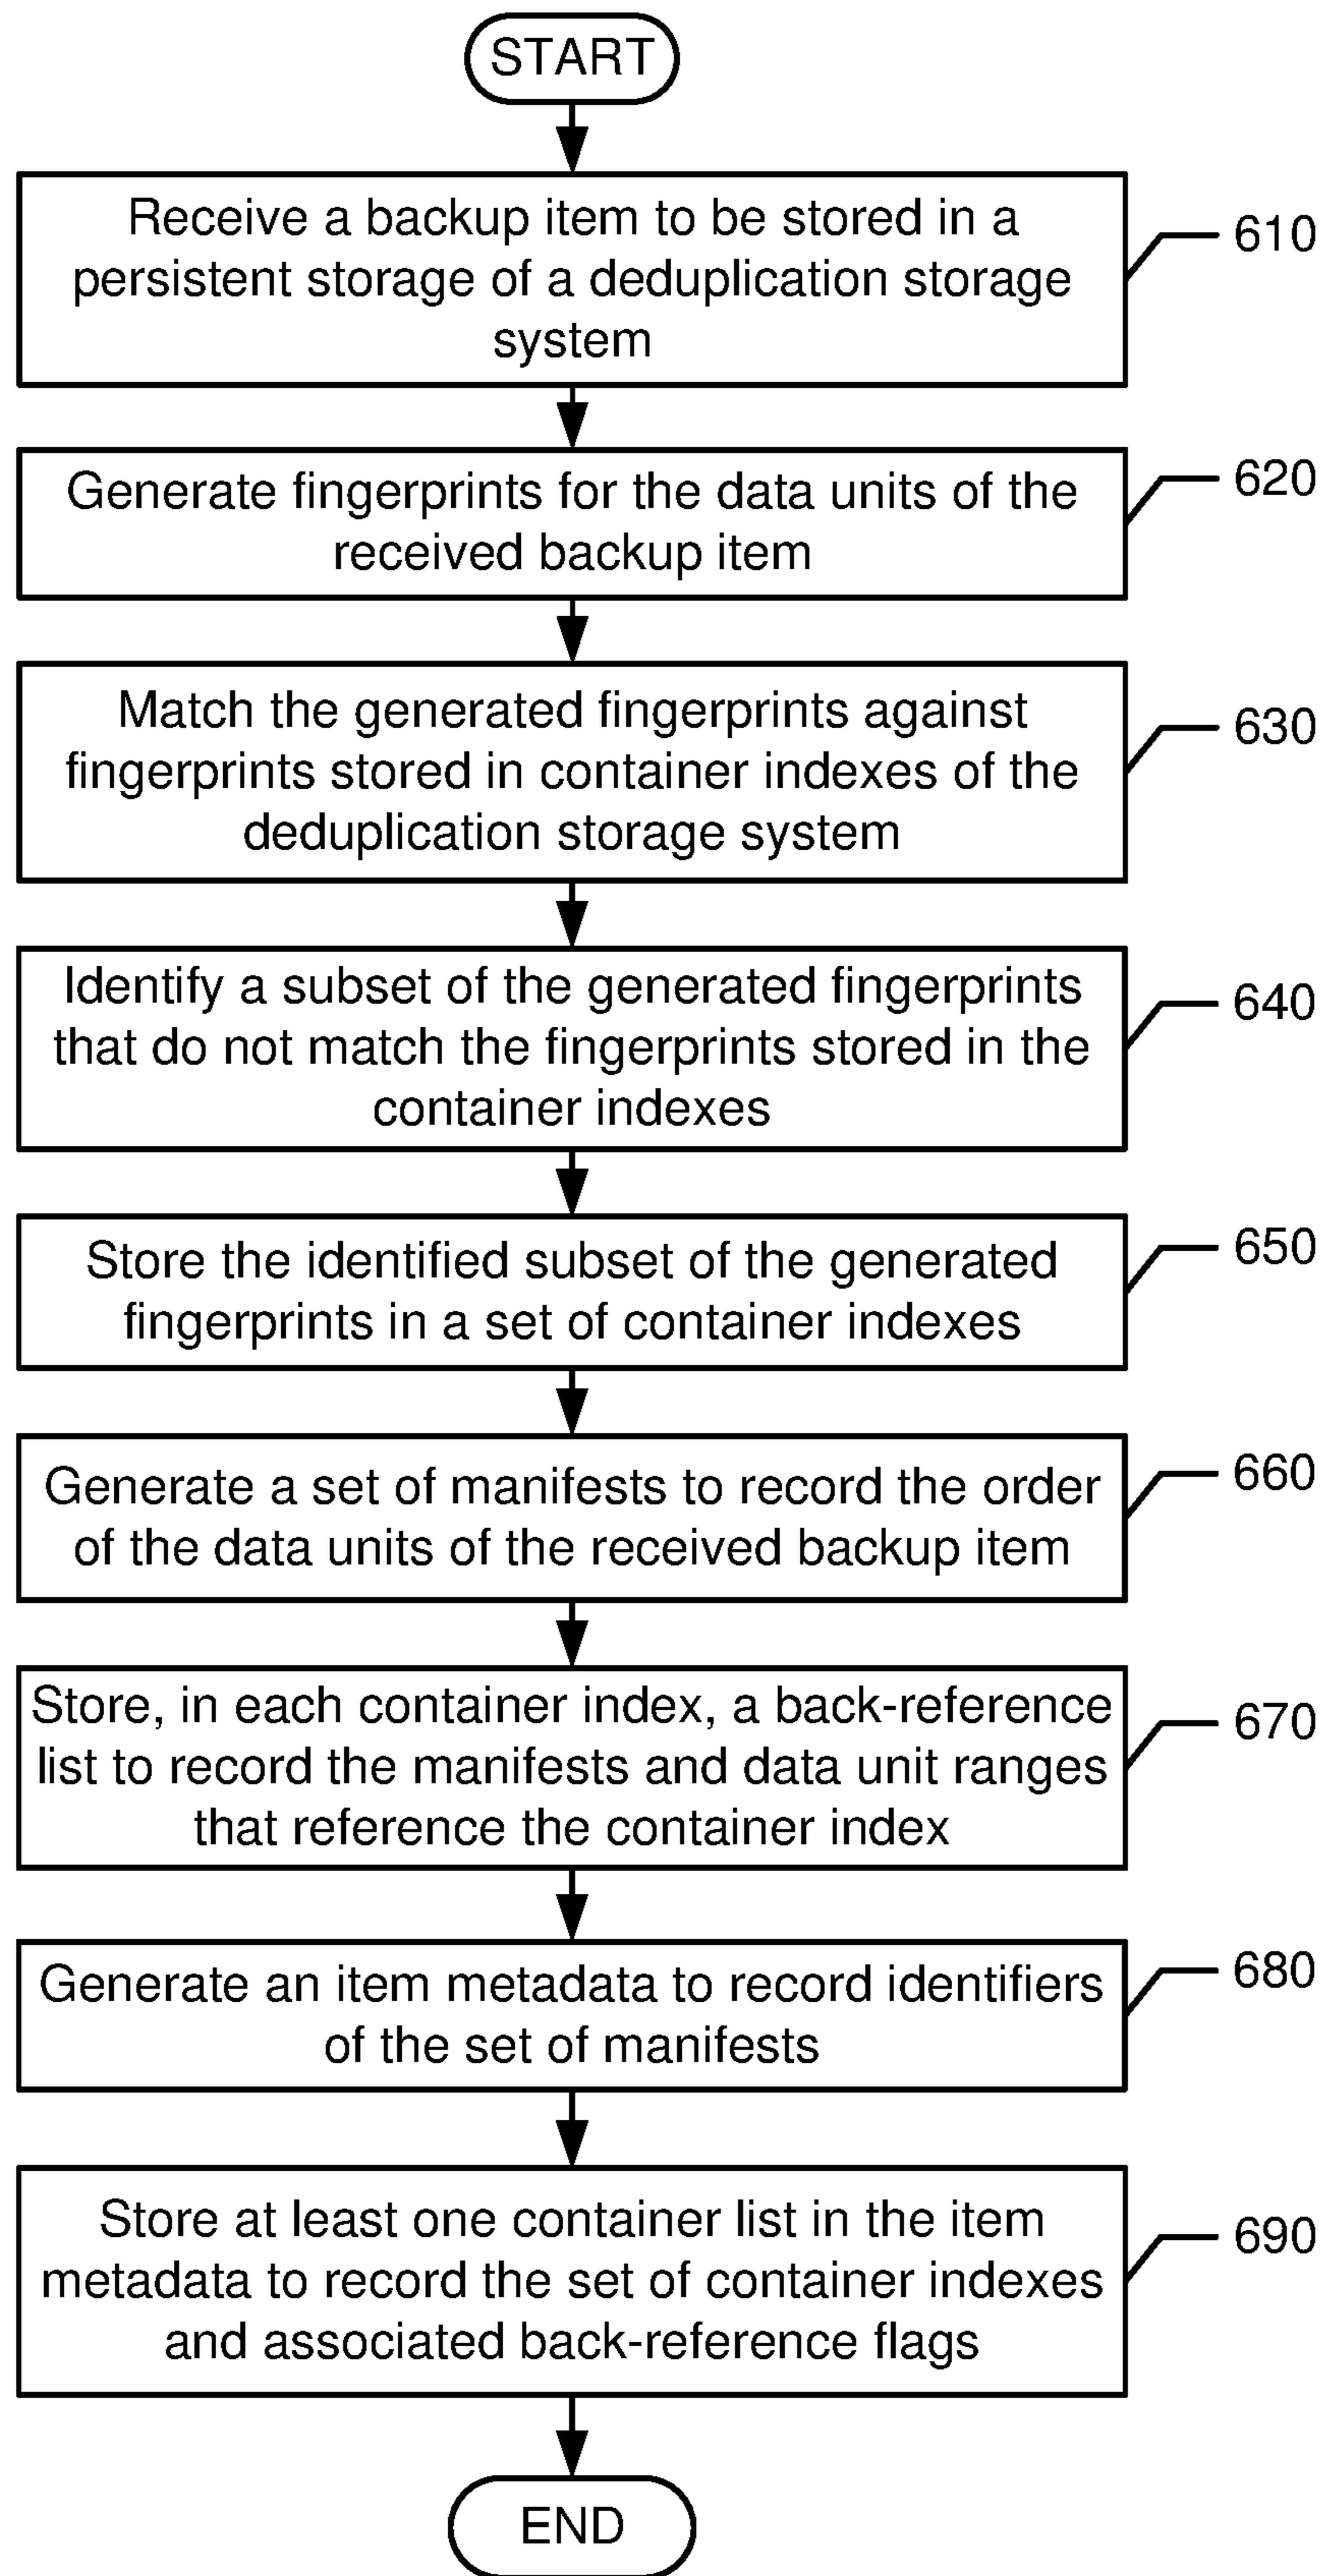 START
Receive a backup item to be stored in a
persistent storage of a deduplication storage
system
610
Generate fingerprints for the data units of the
received backup item
620
Match the generated fingerprints against
fingerprints stored in container indexes of the
deduplication storage system
630
Identify a subset of the generated fingerprints
that do not match the fingerprints stored in the
container indexes
640
Store the identified subset of the generated
fingerprints in a set of container indexes
650
Generate a set of manifests to record the order
of the data units of the received backup item
660
Store, in each container index, a back-reference
list to record the manifests and data unit ranges
that reference the container index
670
Generate an item metadata to record identifiers
of the set of manifests
680
Store at least one container list in the item
metadata to record the set of container indexes
and associated back-reference flags
690
END